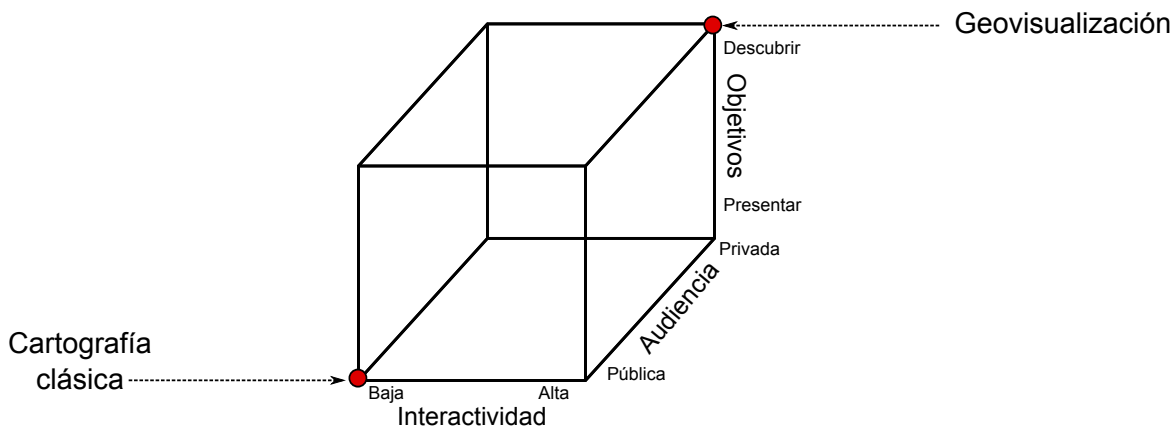 Geovisualización
Descubrir
Objetivos
Presentar
Privada
Audiencia
Pública
Cartografía
clásica
Baja
Alta
Interactividad